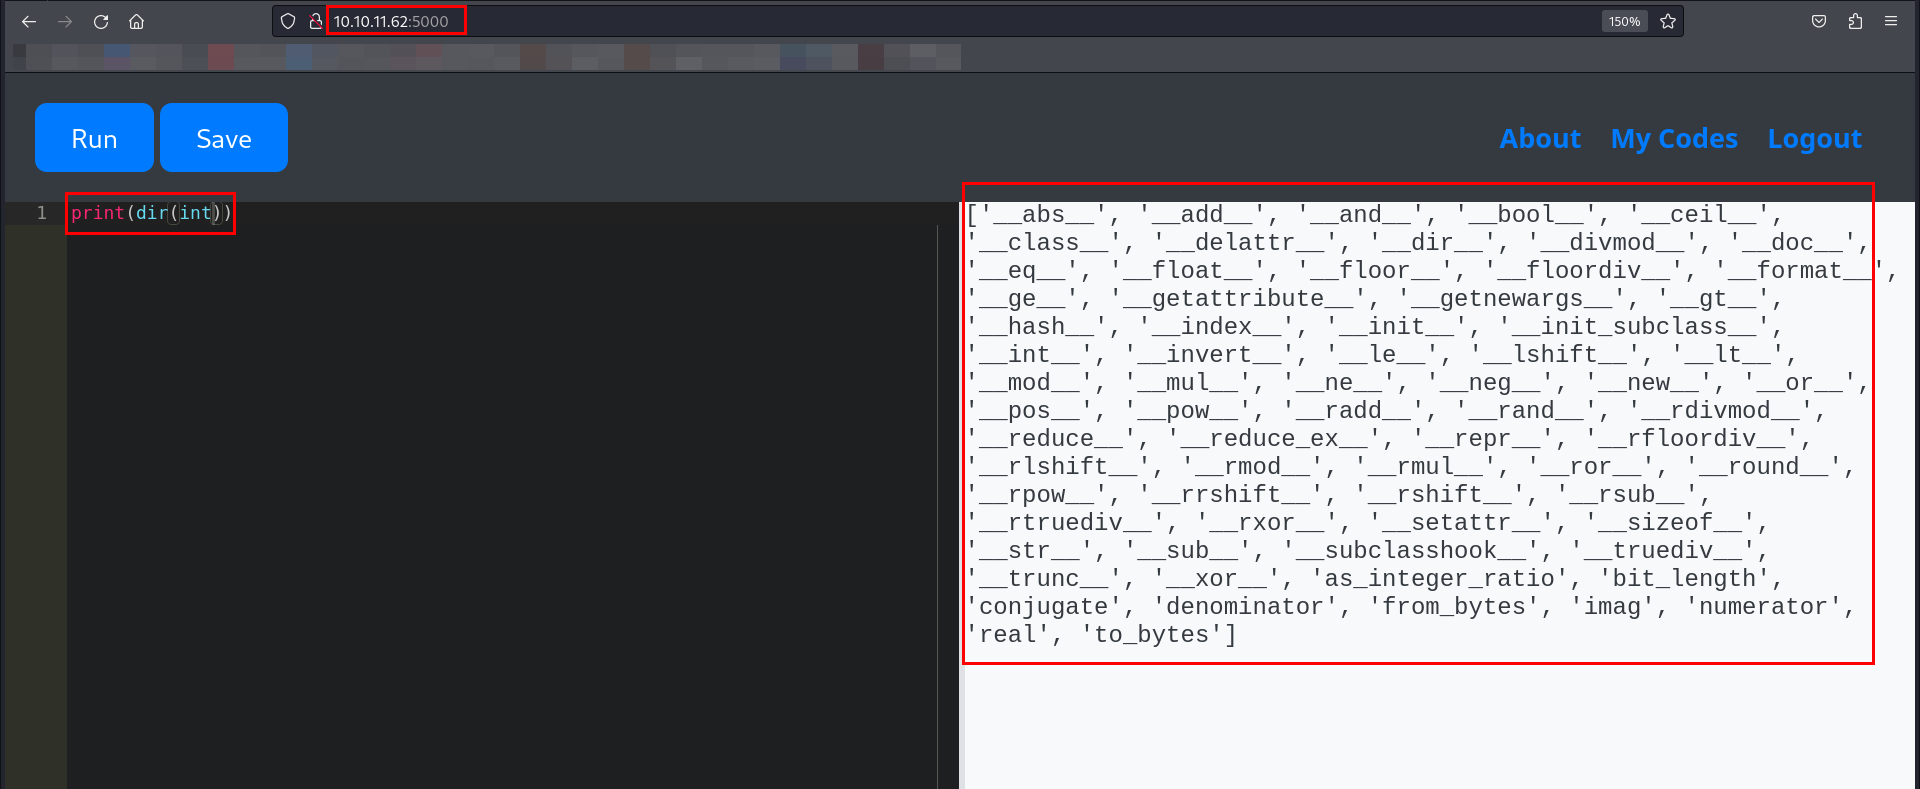 10.10.11.62:5000
150%
Run
Save
About
My Codes
Logout
1
print(dir(int))
['__abs__', '__add__', '__and__', '__bool__', '__ceil__',
'__class__', '__delattr__', '__dir__', '__divmod__', '__doc__',
'__eq__', '__float__', '__floor__', '__floordiv__', '__format__',
'__ge__', '__getattribute__', '__getnewargs__', '__gt__',
'__hash__', '__index__', '__init__', '__init_subclass__',
'__int__', '__invert__', '__le__', '__lshift__', '__lt__',
'__mod__', '__mul__', '__ne__', '__neg__', '__new__', '__or__',
'__pos__', '__pow__', '__radd__', '__rand__', '__rdivmod__',
'__reduce__', '__reduce_ex__', '__repr__', '__rfloordiv__',
'__rlshift__', '__rmod__', '__rmul__', '__ror__', '__round__',
'__rpow__', '__rrshift__', '__rshift__', '__rsub__',
'__rtruediv__', '__rxor__', '__setattr__', '__sizeof__',
'__str__', '__sub__', '__subclasshook__', '__truediv__',
'__trunc__', '__xor__', 'as_integer_ratio', 'bit_length',
'conjugate', 'denominator', 'from_bytes', 'imag', 'numerator',
'real', 'to_bytes']